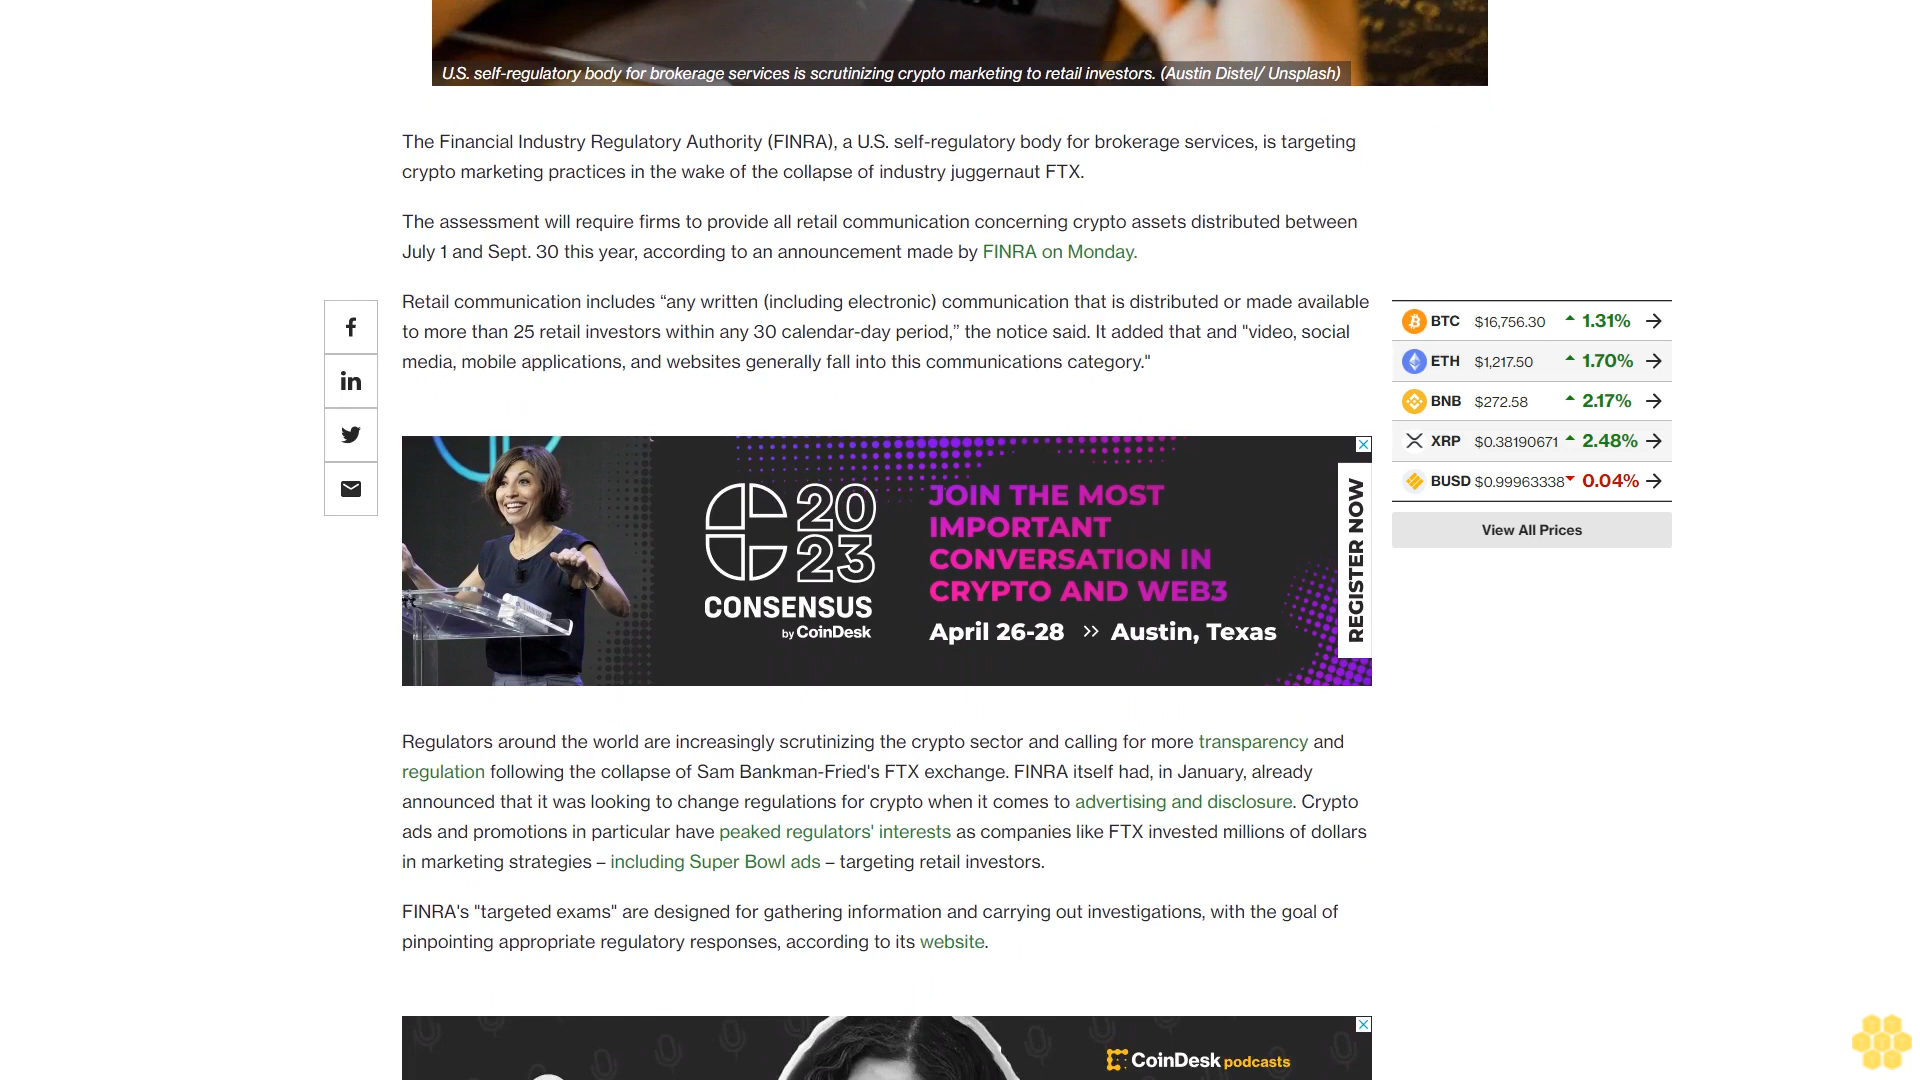 U.S. self-regulatory body for brokerage services is scrutinizing crypto marketing to retail investors. (Austin Distel/ Unsplash)
The Financial Industry Regulatory Authority (FINRA), a U.S. self-regulatory body for brokerage services, is targeting
crypto marketing practices in the wake of the collapse of industry juggernaut FTX.
The assessment will require firms to provide all retail communication concerning crypto assets distributed between
July 1 and Sept. 30 this year, according to an announcement made by FINRA on Monday.
Retail communication includes “any written (including electronic) communication that is distributed or made available
to more than 25 retail investors within any 30 calendar-day period,” the notice said. It added that and "video, social
media, mobile applications, and websites generally fall into this communications category."
BTC $16,756.30 1.31%
ETH $1,217.50 1.70%
BNB $272.58 2.17%
XRP $0.38190671 2.48%
BUSD $0.99963338 0.04%
View All Prices
2023
CONSENSUS
by CoinDesk
JOIN THE MOST
IMPORTANT
CONVERSATION IN
CRYPTO AND WEB3
April 26-28 >> Austin, Texas
REGISTER NOW
Regulators around the world are increasingly scrutinizing the crypto sector and calling for more transparency and
regulation following the collapse of Sam Bankman-Fried's FTX exchange. FINRA itself had, in January, already
announced that it was looking to change regulations for crypto when it comes to advertising and disclosure. Crypto
ads and promotions in particular have peaked regulators' interests as companies like FTX invested millions of dollars
in marketing strategies – including Super Bowl ads – targeting retail investors.
FINRA's "targeted exams" are designed for gathering information and carrying out investigations, with the goal of
pinpointing appropriate regulatory responses, according to its website.
CoinDesk podcasts